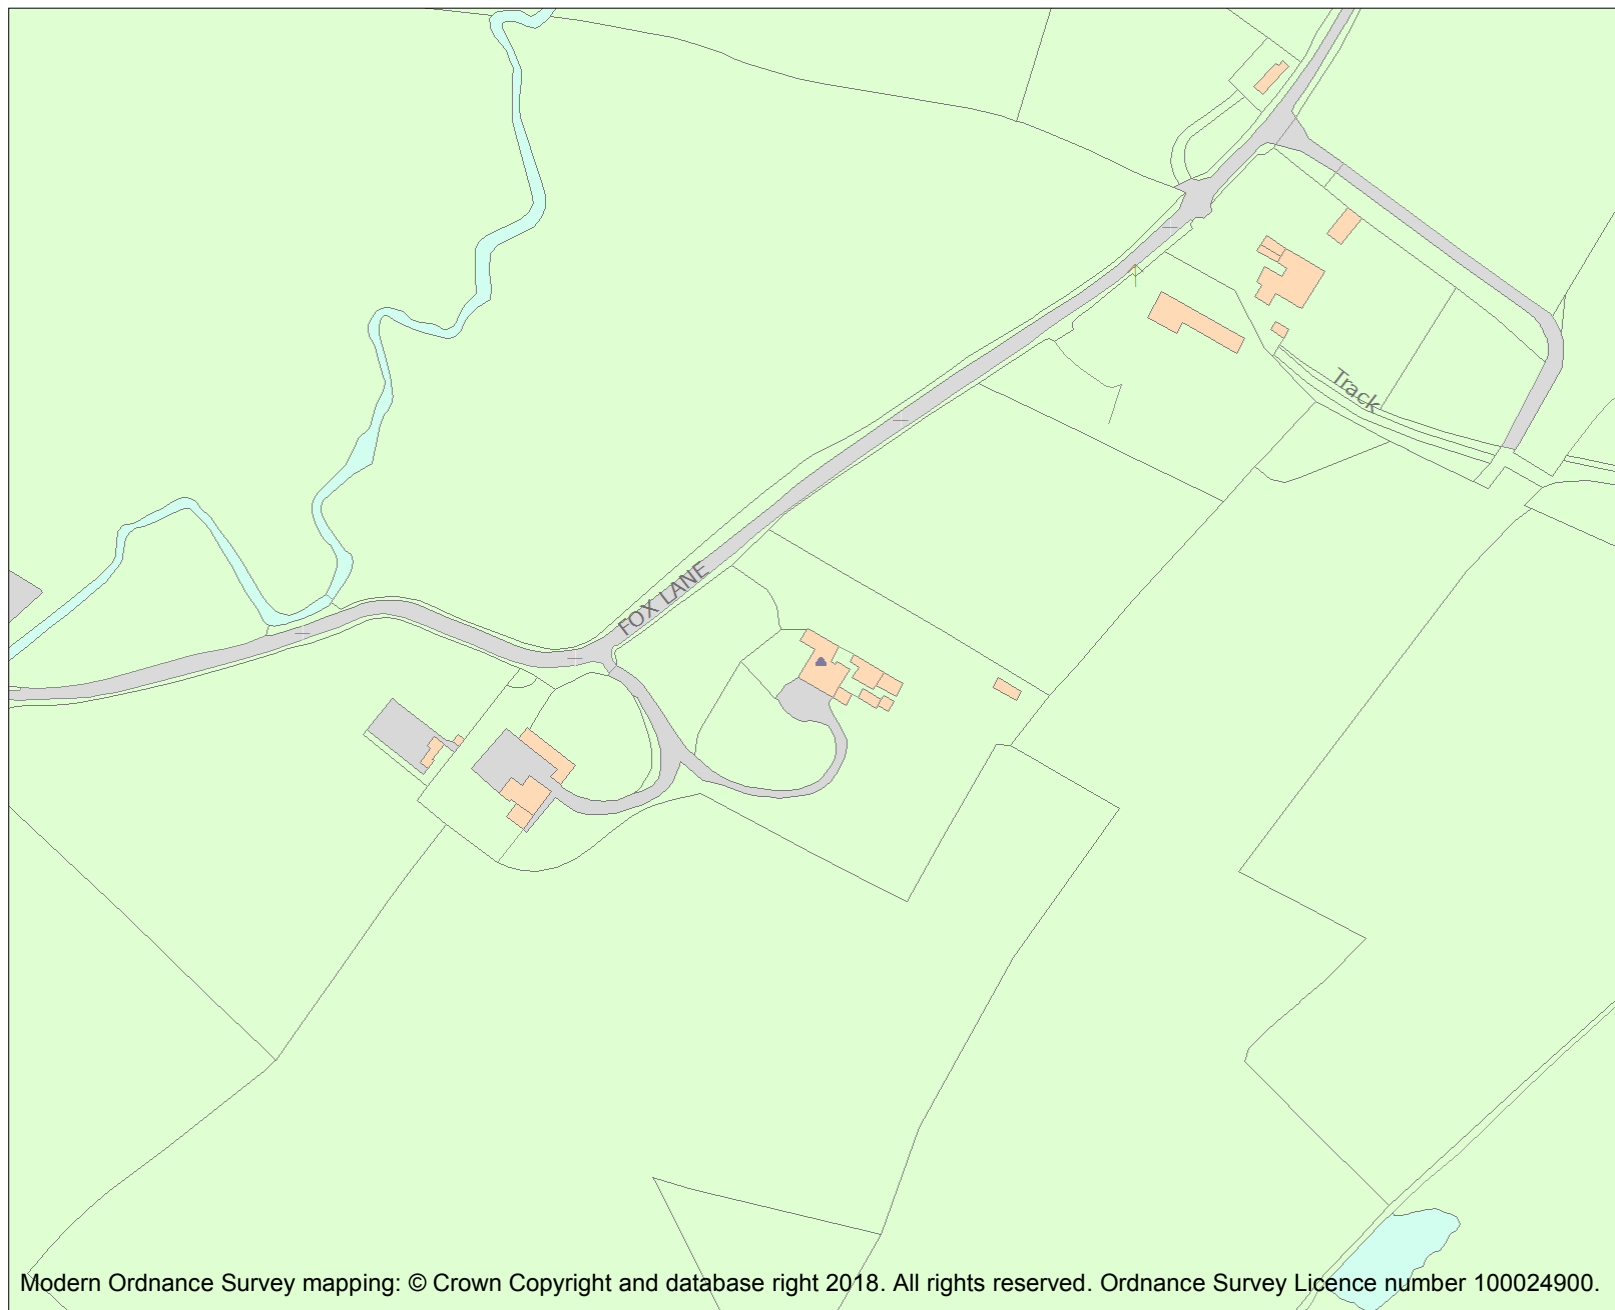 Track
FOX LANE
Modern Ordnance Survey mapping: © Crown Copyright and database right 2018. All rights reserved. Ordnance Survey Licence number 100024900.